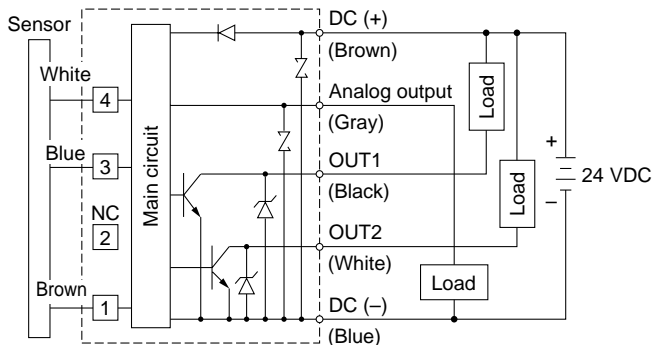 Sensor
White
4
Blue
3
NC
2
Brown
1
Main circuit
DC (+)
(Brown)
Analog output
(Gray)
OUT1
(Black)
OUT2
(White)
DC (–)
(Blue)
Load
Load
Load
+
–
24 VDC